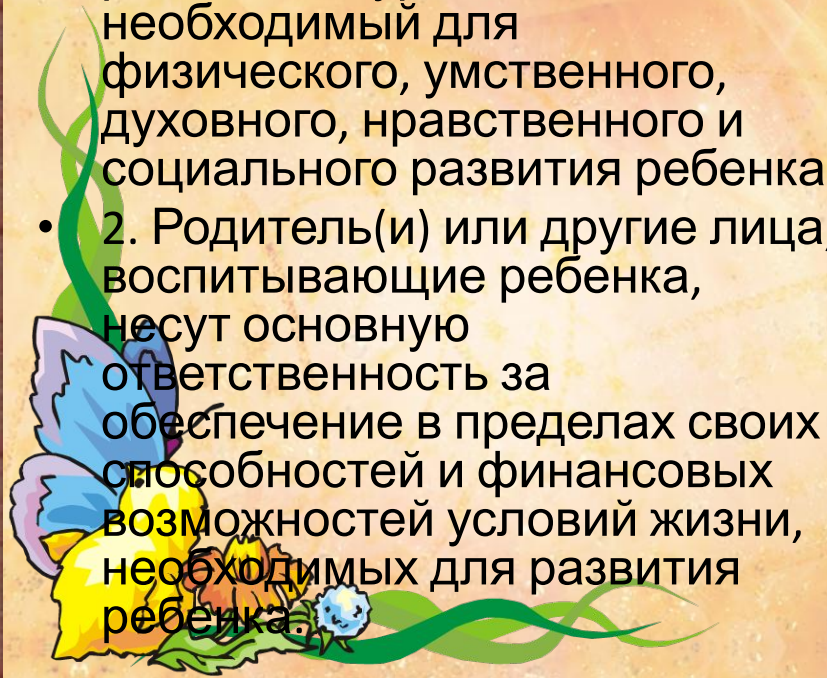 необходимый для
физического, умственного,
духовного, нравственного и
социального развития ребенка
• 2. Родитель(и) или другие лица,
воспитывающие ребенка,
несут основную
ответственность за
обеспечение в пределах своих
способностей и финансовых
возможностей условий жизни,
необходимых для развития
ребенка.